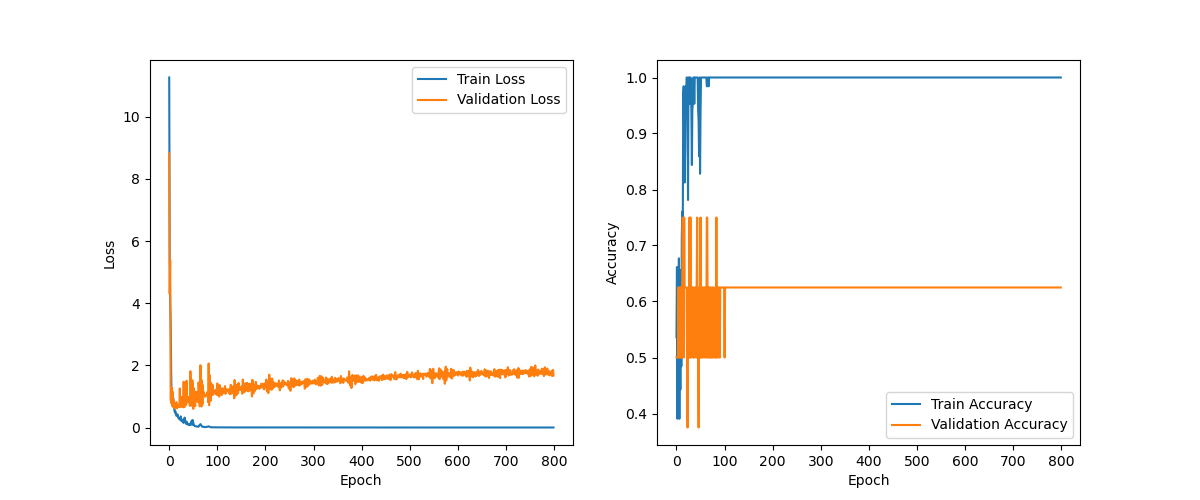 Train Loss
Validation Loss
10
8
6
4
2
0
Loss
0 100 200 300 400 500 600 700 800
Epoch
1.0
0.9
0.8
0.7
0.6
0.5
0.4
Accuracy
Train Accuracy
Validation Accuracy
0 100 200 300 400 500 600 700 800
Epoch